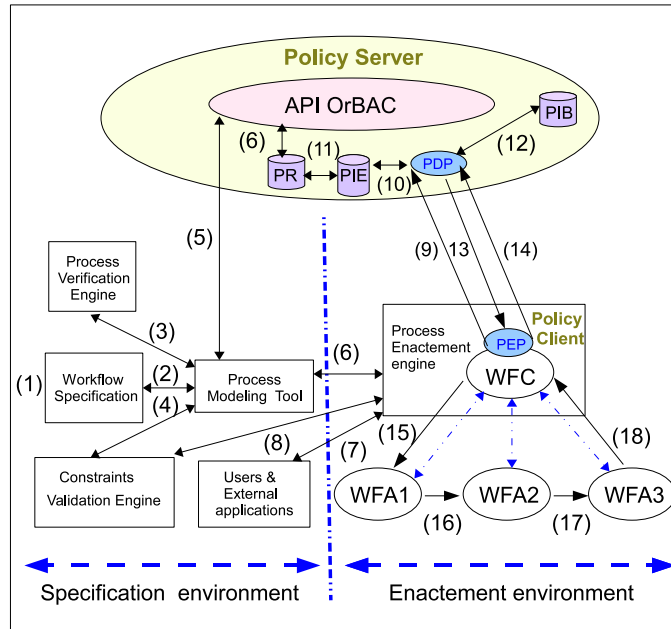 Policy Server
API OrBAC
PIB
(6)
(11)
(12)
PR
PIE
PDP
(10)
(5)
(9)
13
(14)
Process
Verification
Engine
(3)
(6)
Process
Enactement
engine
Policy
Client
PEP
WFC
(1)
Workflow
Specification
(2)
Process
Modeling Tool
(4)
(8)
(7)
(15)
(18)
Constraints
Validation Engine
Users &
External
applications
WFA1
WFA2
WFA3
(16)
(17)
Specification environment
Enactement environment